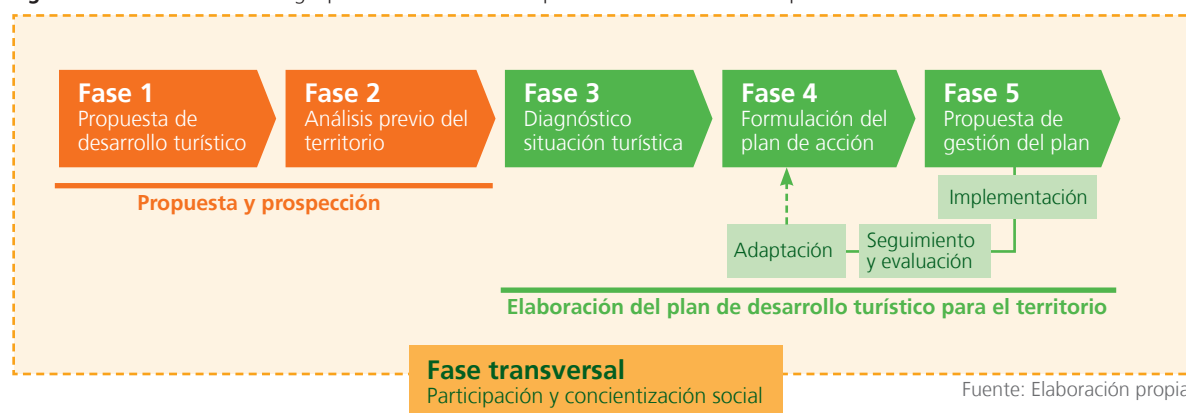 Fase 1
Propuesta de
desarrollo turístico
Fase 2
Análisis previo del
territorio
Fase 3
Diagnóstico
situación turística
Fase 4
Formulación del
plan de acción
Fase 5
Propuesta de
gestión del plan
Propuesta y prospección
Implementación
Adaptación
Seguimiento
y evaluación
Elaboración del plan de desarrollo turístico para el territorio
Fase transversal
Participación y concientización social
Fuente: Elaboración propia